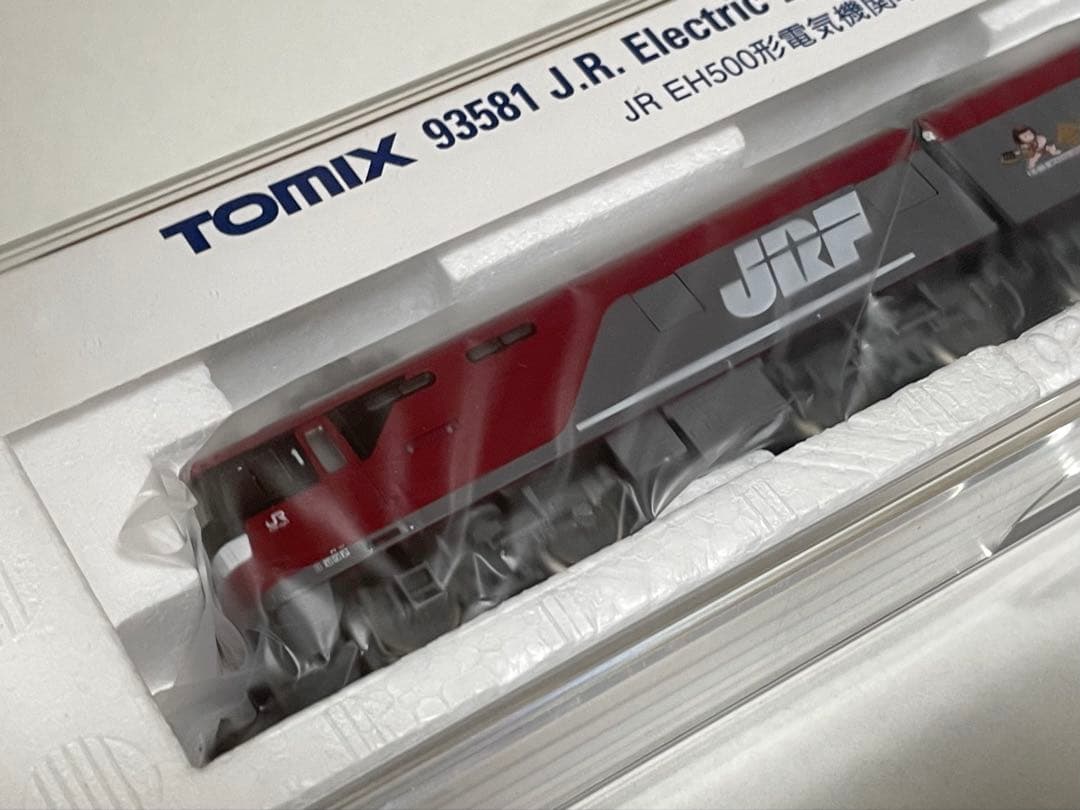 TOMIX 93581 J.R. Electric
JR EH500形電気機関
JRF
JR